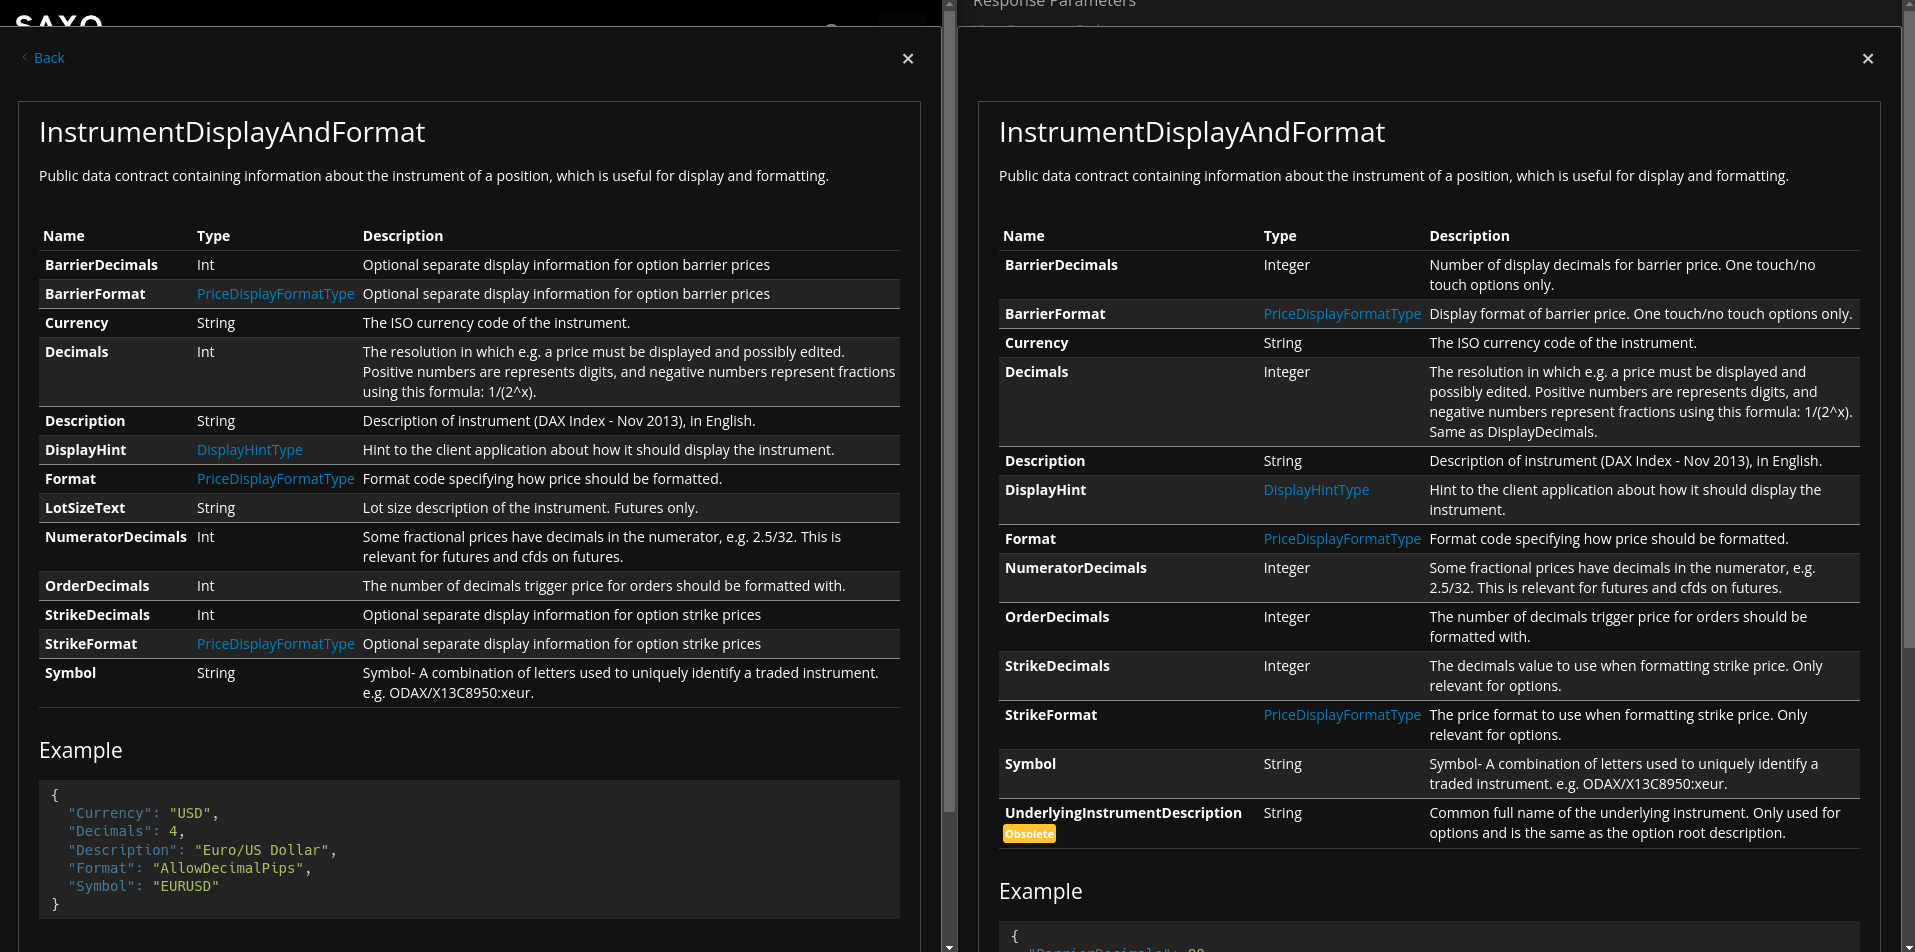 SAXO
Back
InstrumentDisplayAndFormat
Public data contract containing information about the instrument of a position, which is useful for display and formatting.
Name Type Description
BarrierDecimals Int Optional separate display information for option barrier prices
BarrierFormat PriceDisplayFormatType Optional separate display information for option barrier prices
Currency String The ISO currency code of the instrument.
Decimals Int The resolution in which e.g. a price must be displayed and possibly edited.
Positive numbers are represents digits, and negative numbers represent fractions
using this formula: 1/(2^x).
Description String Description of instrument (DAX Index - Nov 2013), in English.
DisplayHint DisplayHintType Hint to the client application about how it should display the instrument.
Format PriceDisplayFormatType Format code specifying how price should be formatted.
LotSizeText String Lot size description of the instrument. Futures only.
NumeratorDecimals Int Some fractional prices have decimals in the numerator, e.g. 2.5/32. This is
relevant for futures and cfds on futures.
OrderDecimals Int The number of decimals trigger price for orders should be formatted with.
StrikeDecimals Int Optional separate display information for option strike prices
StrikeFormat PriceDisplayFormatType Optional separate display information for option strike prices
Symbol String Symbol- A combination of letters used to uniquely identify a traded instrument.
e.g. ODAX/X13C8950:xeur.
Example
{
"Currency": "USD",
"Decimals": 4,
"Description": "Euro/US Dollar",
"Format": "AllowDecimalPips",
"Symbol": "EURUSD"
}
Response Parameters
InstrumentDisplayAndFormat
Public data contract containing information about the instrument of a position, which is useful for display and formatting.
Name Type Description
BarrierDecimals Integer Number of display decimals for barrier price. One touch/no
touch options only.
BarrierFormat PriceDisplayFormatType Display format of barrier price. One touch/no touch options only.
Currency String The ISO currency code of the instrument.
Decimals Integer The resolution in which e.g. a price must be displayed and
possibly edited. Positive numbers are represents digits, and
negative numbers represent fractions using this formula: 1/(2^x).
Same as DisplayDecimals.
Description String Description of instrument (DAX Index - Nov 2013), in English.
DisplayHint DisplayHintType Hint to the client application about how it should display the
instrument.
Format PriceDisplayFormatType Format code specifying how price should be formatted.
NumeratorDecimals Integer Some fractional prices have decimals in the numerator, e.g.
2.5/32. This is relevant for futures and cfds on futures.
OrderDecimals Integer The number of decimals trigger price for orders should be
formatted with.
StrikeDecimals Integer The decimals value to use when formatting strike price. Only
relevant for options.
StrikeFormat PriceDisplayFormatType The price format to use when formatting strike price. Only
relevant for options.
Symbol String Symbol- A combination of letters used to uniquely identify a
traded instrument. e.g. ODAX/X13C8950:xeur.
UnderlyingInstrumentDescription String Common full name of the underlying instrument. Only used for
Obsolete options and is the same as the option root description.
Example
{
"BarrierDecimals": 99